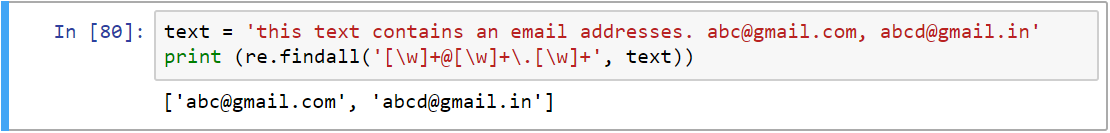 In [80]: text = 'this text contains an email addresses. abc@gmail.com, abcd@gmail.in'
print (re.findall('[\w]+@[\w]+\.[\w]+', text))
['abc@gmail.com', 'abcd@gmail.in']